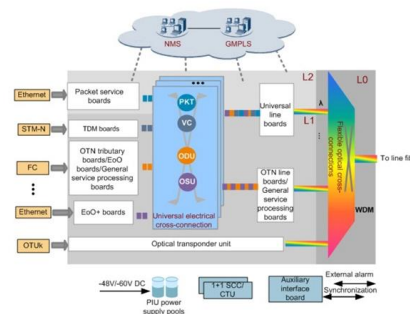 NMS
GMPLS
L2
L0
L1
Ethernet
STM-N
FC
Ethernet
OTUk
Packet service
boards
TDM boards
OTN tributary
boards/EoO
boards/General
service processing
boards
EoO+ boards
Optical transponder unit
PKT
VC
ODU
OSU
Universal electrical
cross-connection
Universal
line
boards
OTN line
boards/
General
service
processing
boards
λ
Flexible optical cross-
connections
WDM
To line fi
-48V/-60V DC
PIU power
supply pools
1+1 SCC/
CTU
Auxiliary
interface
board
External alarm
Synchronization